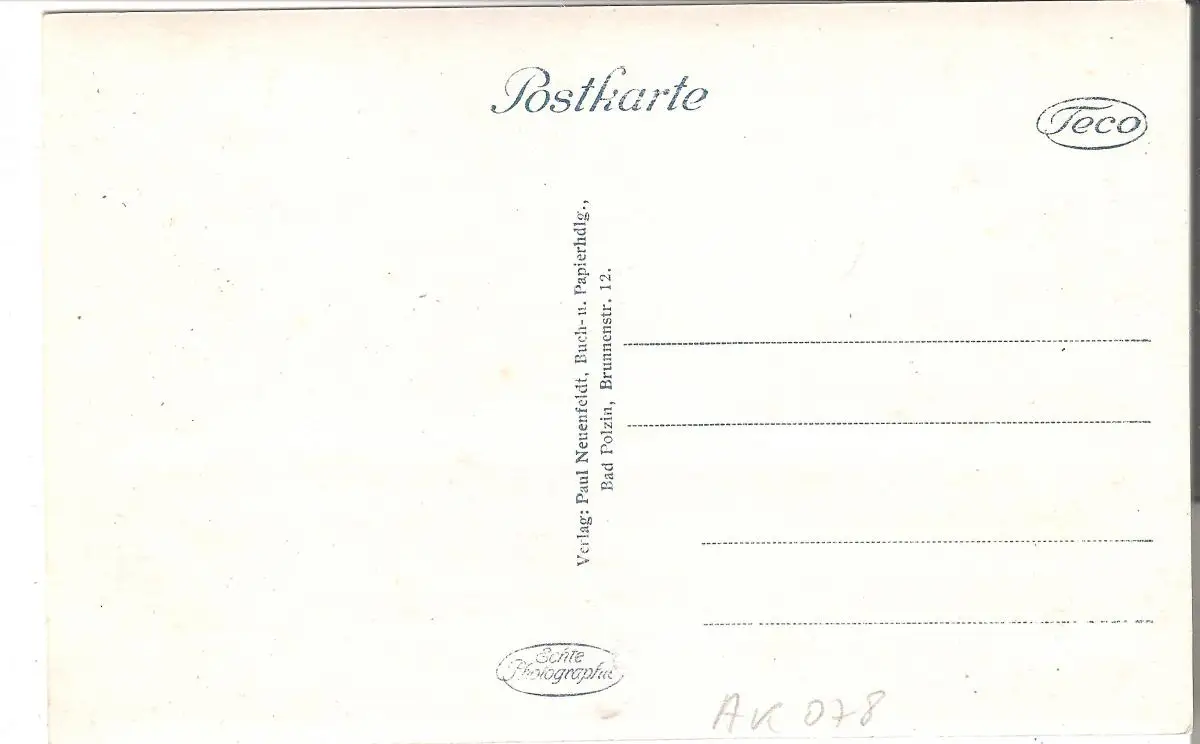 Postkarte
Teco
Verlag: Paul Neuenfeldt, Buch- u. Papierhdlg.,
Bad Polzin, Brunnenstr. 12.
Echte
Photographie
AK 078